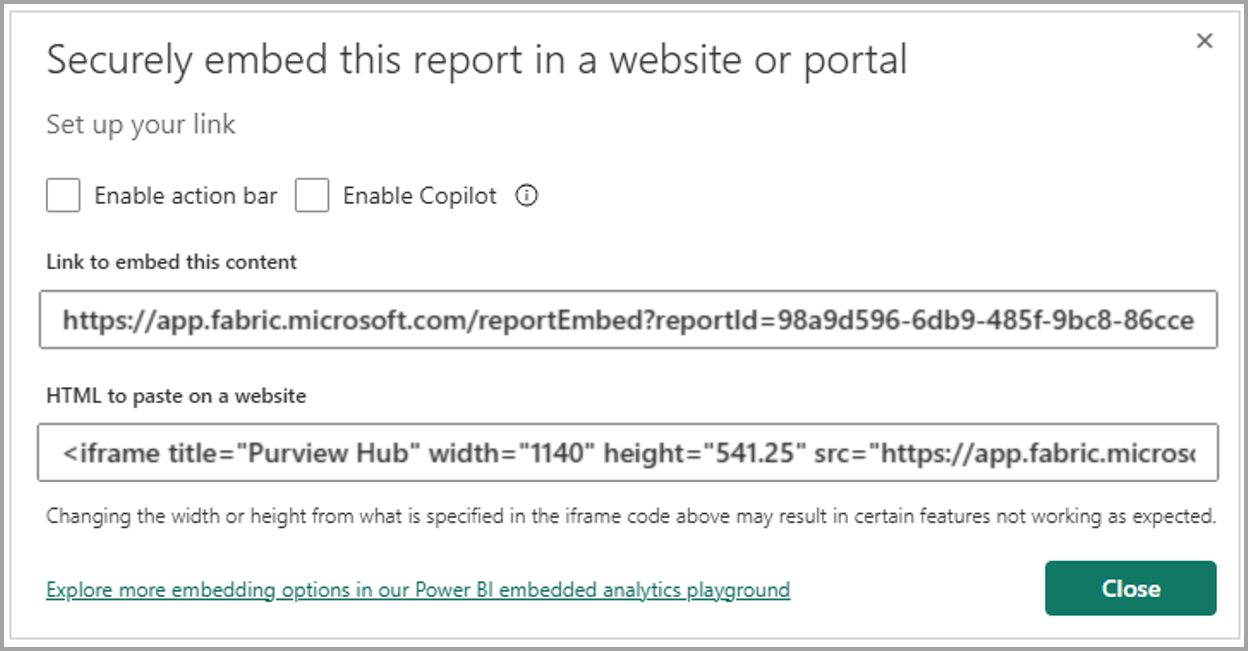 Securely embed this report in a website or portal
Set up your link
Enable action bar Enable Copilot
Link to embed this content
https://app.fabric.microsoft.com/reportEmbed?reportId=98a9d596-6db9-485f-9bc8-86cce
HTML to paste on a website
<iframe title="Purview Hub" width="1140" height="541.25" src="https://app.fabric.microsc
Changing the width or height from what is specified in the iframe code above may result in certain features not working as expected.
Explore more embedding options in our Power BI embedded analytics playground
Close